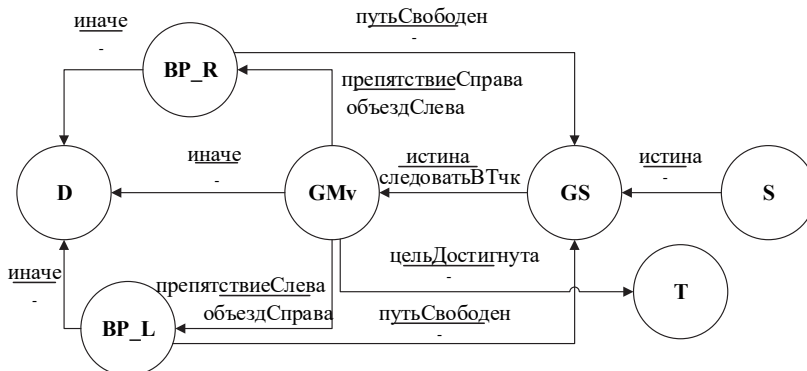 иначе
-
путьСвободен
-
BP_R
препятствиеСправа
объездСлева
иначе
-
истина
следоватьВТчк
истина
-
D
GMv
GS
S
цельДостигнута
-
T
иначе
-
препятствиеСлева
объездСправа
путьСвободен
-
BP_L